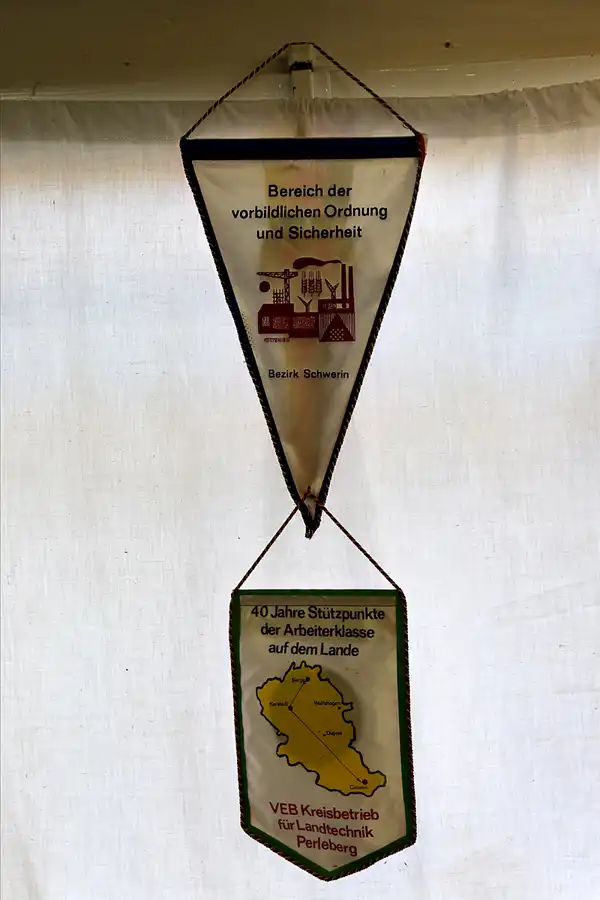 Bereich der
vorbildlichen Ordnung
und Sicherheit
Bezirk Schwerin
40 Jahre Stützpunkte
der Arbeiterklasse
auf dem Lande
VEB Kreisbetrieb
für Landtechnik
Perleberg